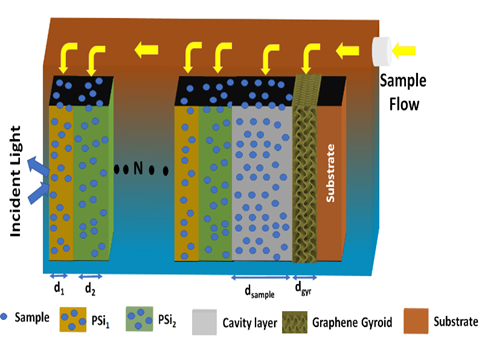 Sample
Flow
Incident Light
N
Substrate
d1
d2
dsample
dgyr
Sample
PSi1
PSi2
Cavity layer
Graphene Gyroid
Substrate